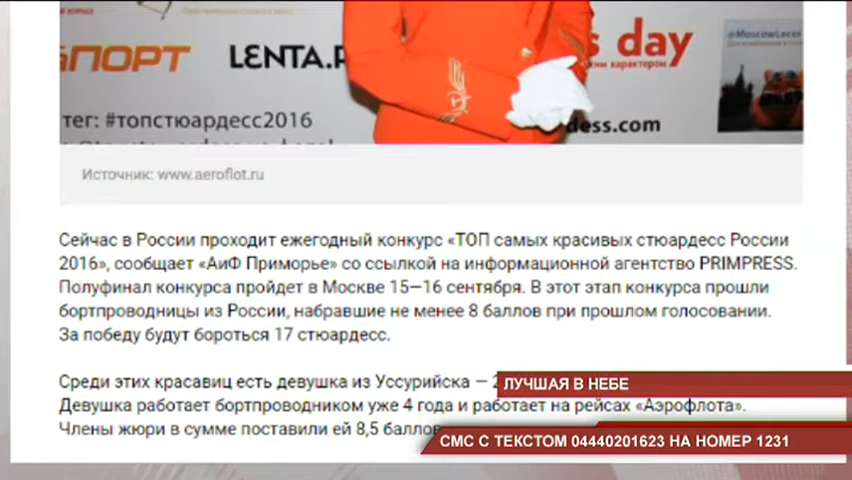 СПОРТ
LENTA.R
s day
ким характером
@MoscowLecer
тег: #топстюардесс2016
dess.com
Источник: www.aeroflot.ru
Сейчас в России проходит ежегодный конкурс «ТОП самых красивых стюардесс России
2016», сообщает «АиФ Приморье» со ссылкой на информационной агентство PRIMPRESS.
Полуфинал конкурса пройдет в Москве 15—16 сентября. В этот этап конкурса прошли
бортпроводницы из России, набравшие не менее 8 баллов при прошлом голосовании.
За победу будут бороться 17 стюардесс.
Среди этих красавиц есть девушка из Уссурийска — 2
ЛУЧШАЯ В НЕБЕ
Девушка работает бортпроводником уже 4 года и работает на рейсах «Аэрофлота».
Члены жюри в сумме поставили ей 8,5 баллов
СМС С ТЕКСТОМ 04440201623 НА НОМЕР 1231